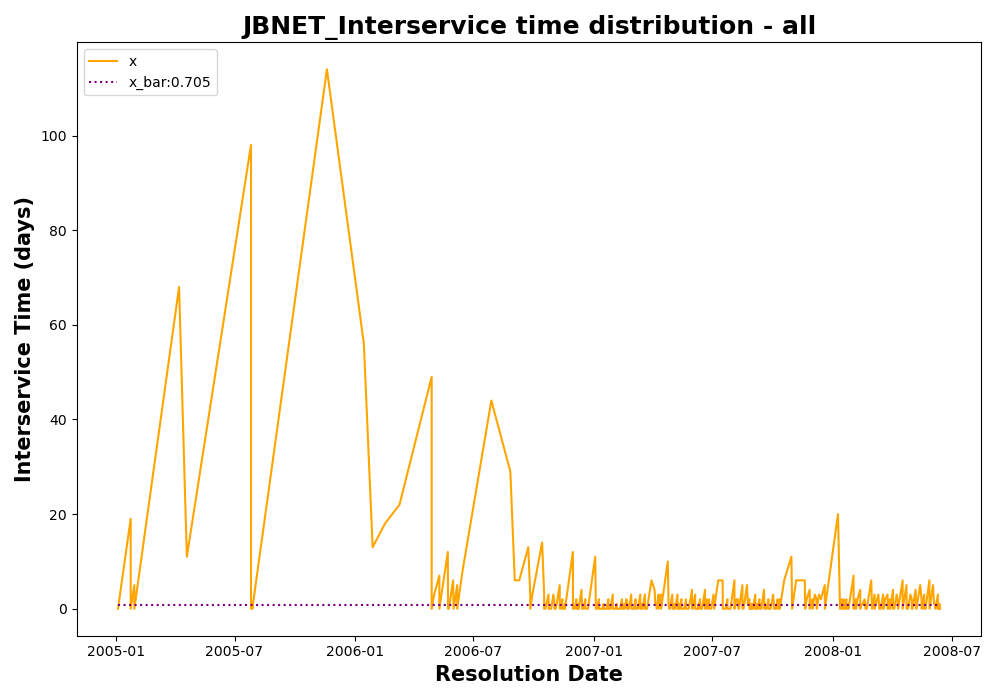 JBNET_Interservice time distribution - all
x
x_bar:0.705
Interservice Time (days)
100
80
60
40
20
0
2005-01 2005-07 2006-01 2006-07 2007-01 2007-07 2008-01 2008-07
Resolution Date